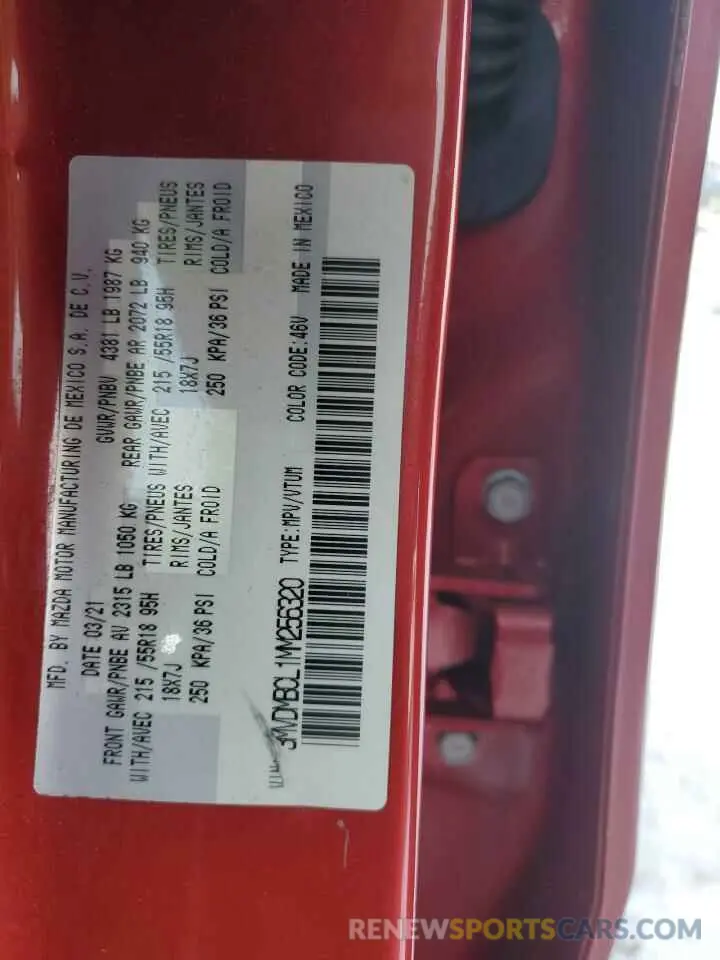 MFD. BY MAZDA MOTOR MANUFACTURING DE MEXICO S.A. DE C.V.
DATE 03/21 GVWR/PNBV 4381 LB 1987 KG
FRONT GAWR/PNBE AV 2315 LB 1050 KG REAR GAWR/PNBE AR 2072 LB 940 KG
WITH/AVEC 215 /55R18 95H TIRES/PNEUS WITH/AVEC 215 /55R18 95H TIRES/PNEUS
18X7J RIMS/JANTES 18X7J RIMS/JANTES
250 KPA/36 PSI COLD/A FROID 250 KPA/36 PSI COLD/A FROID
3MVDMBCL1MM256320 TYPE:MPV/VTUM COLOR CODE:46V MADE IN MEXICO
RENEWSPORTSCARS.COM